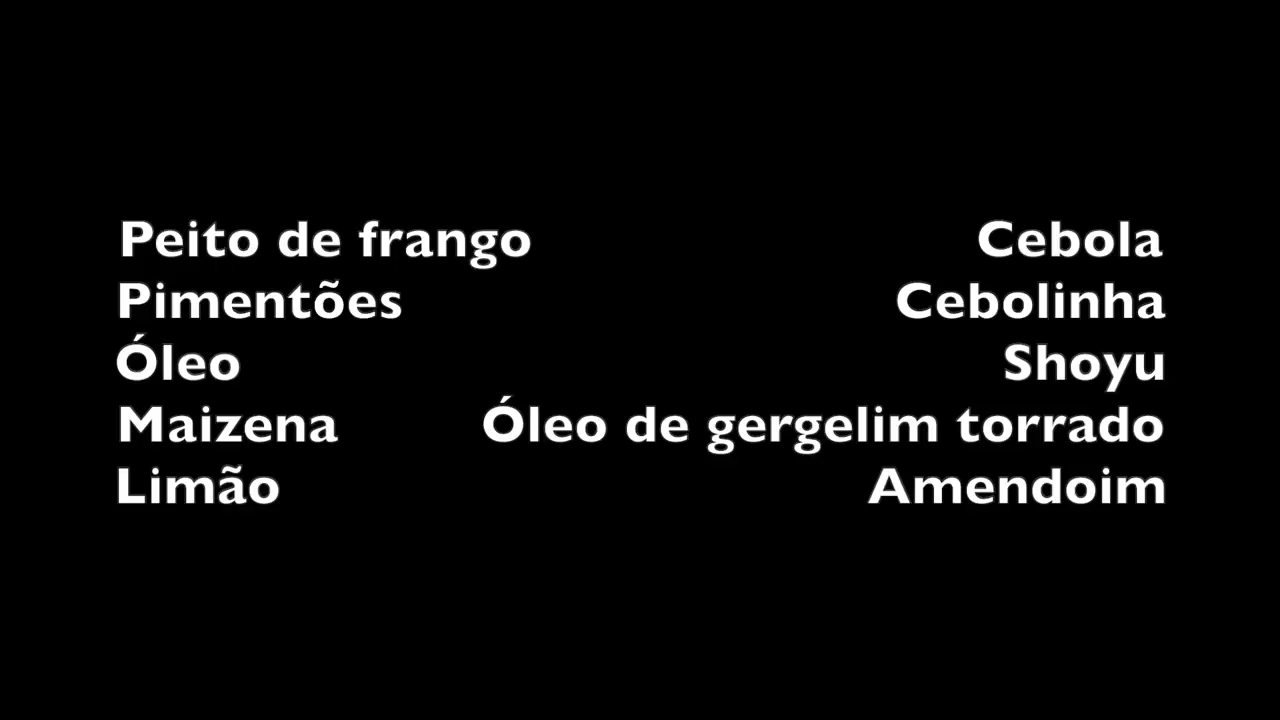 Peito de frango Cebola
Pimentões Cebolinha
Óleo Shoyu
Maizena Óleo de gergelim torrado
Limão Amendoim